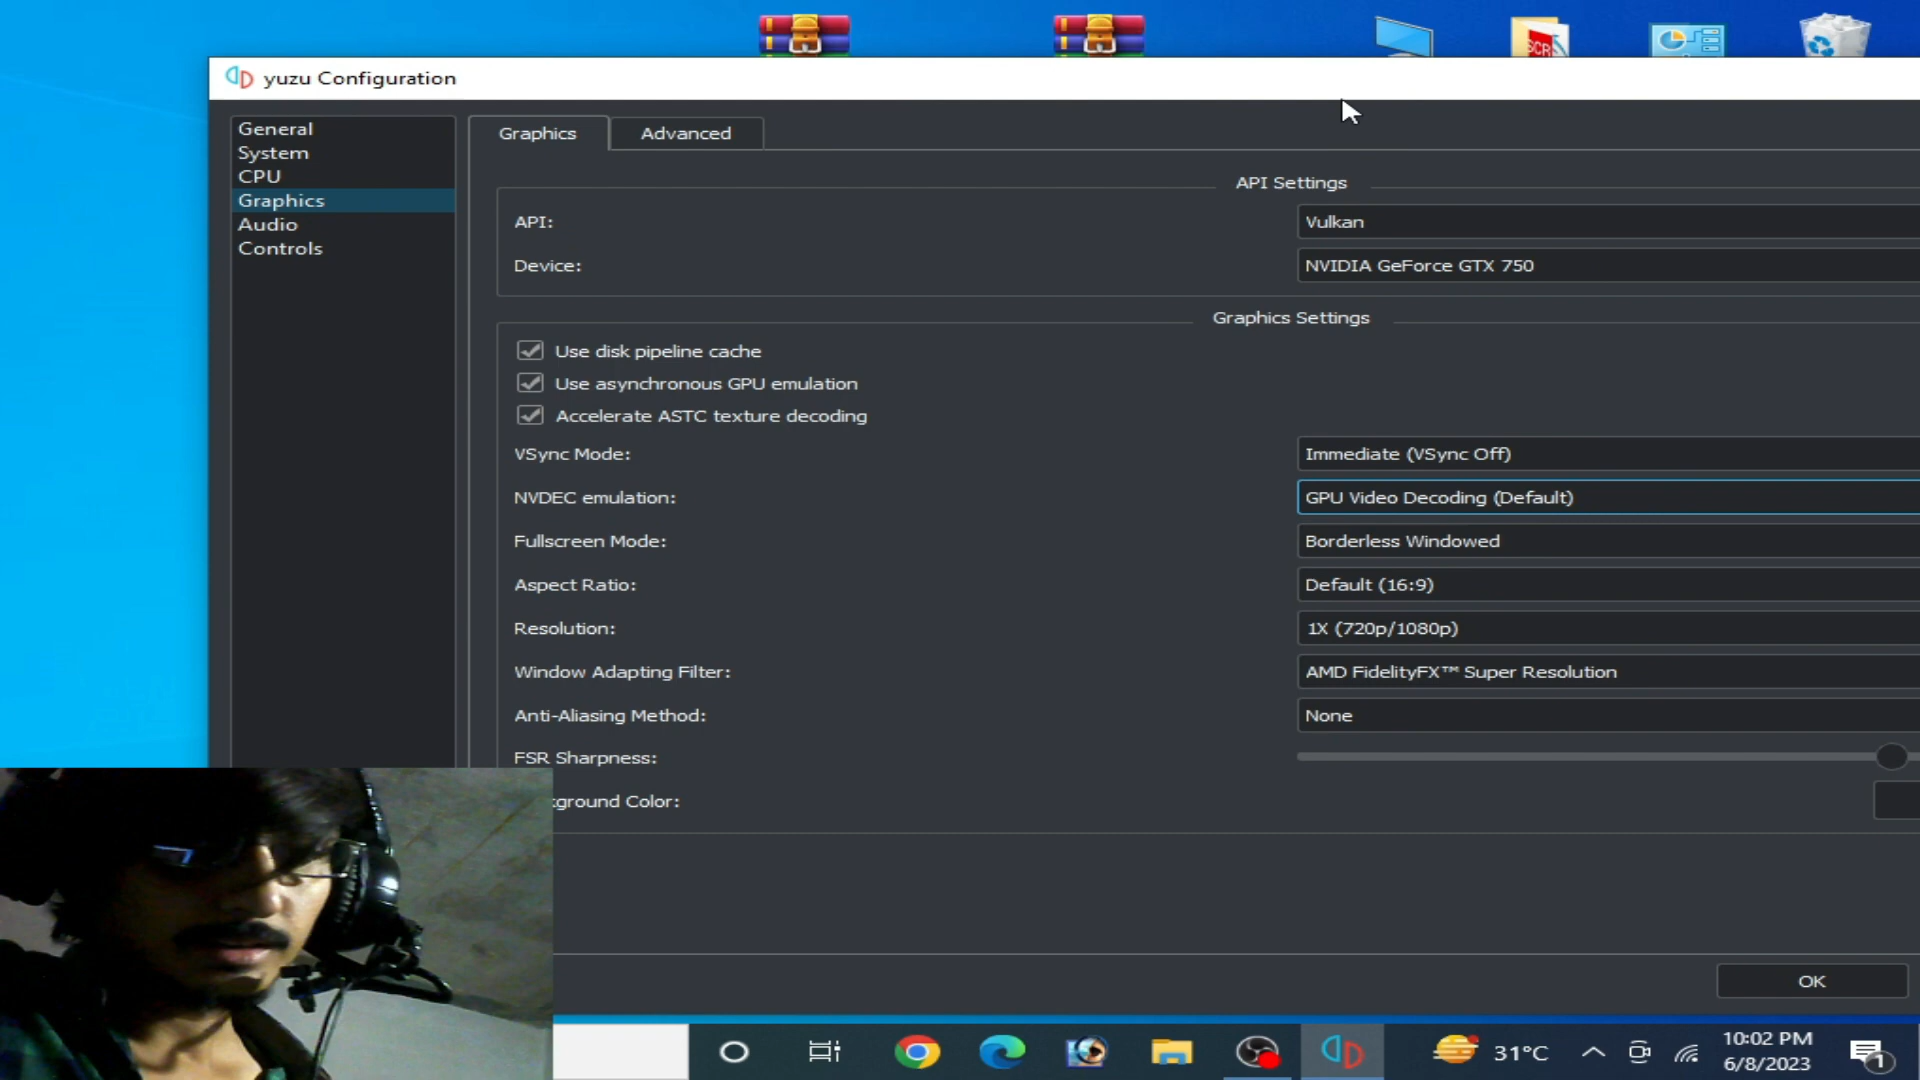 SCR
yuzu Configuration
General
System
CPU
Graphics
Audio
Controls
Graphics
Advanced
API Settings
API:
Vulkan
Device:
NVIDIA GeForce GTX 750
Graphics Settings
Use disk pipeline cache
Use asynchronous GPU emulation
Accelerate ASTC texture decoding
VSync Mode:
Immediate (VSync Off)
NVDEC emulation:
GPU Video Decoding (Default)
Fullscreen Mode:
Borderless Windowed
Aspect Ratio:
Default (16:9)
Resolution:
1X (720p/1080p)
Window Adapting Filter:
AMD FidelityFX™ Super Resolution
Anti-Aliasing Method:
None
FSR Sharpness:
ground Color:
OK
31°C
10:02 PM
6/8/2023
1